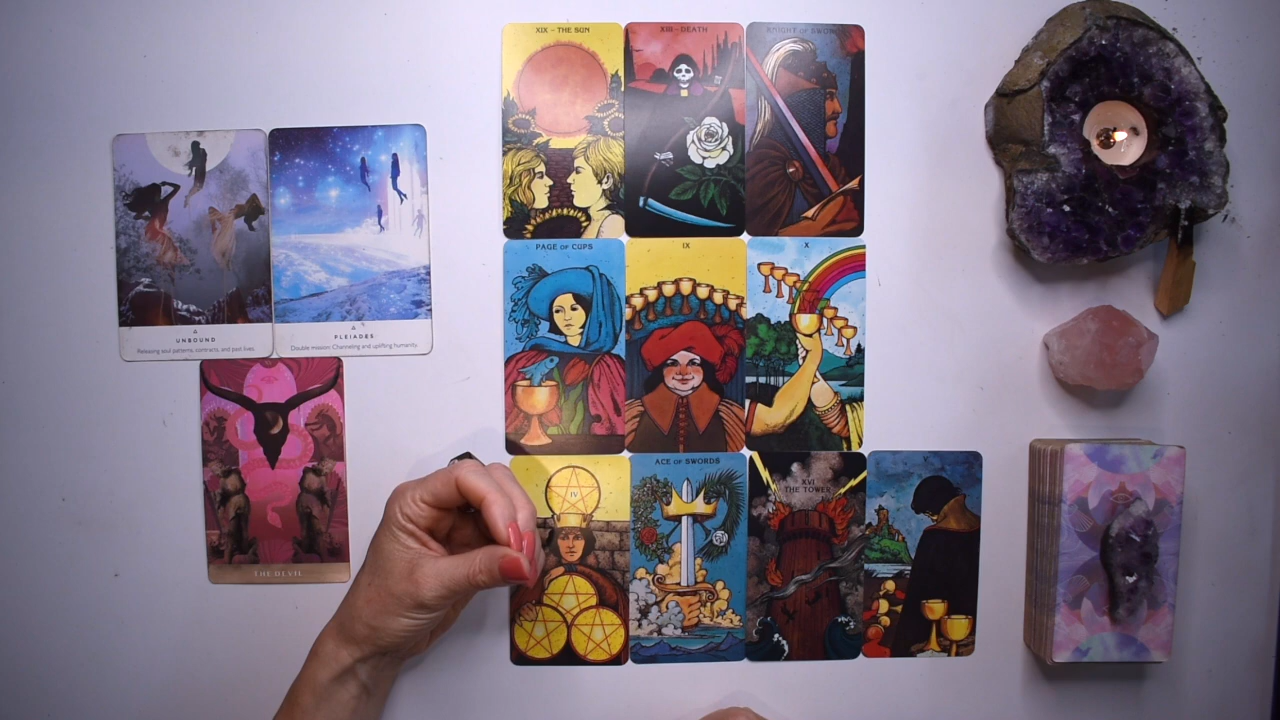 XIX – THE SUN
XIII – DEATH
KNIGHT OF SWORDS
UNBOUND
Releasing soul patterns, contracts, and past lives.
PLEIADES
Double mission: Channeling and uplifting humanity.
PAGE OF CUPS
IX
X
THE DEVIL
IV
ACE OF SWORDS
XVI
THE TOWER
V